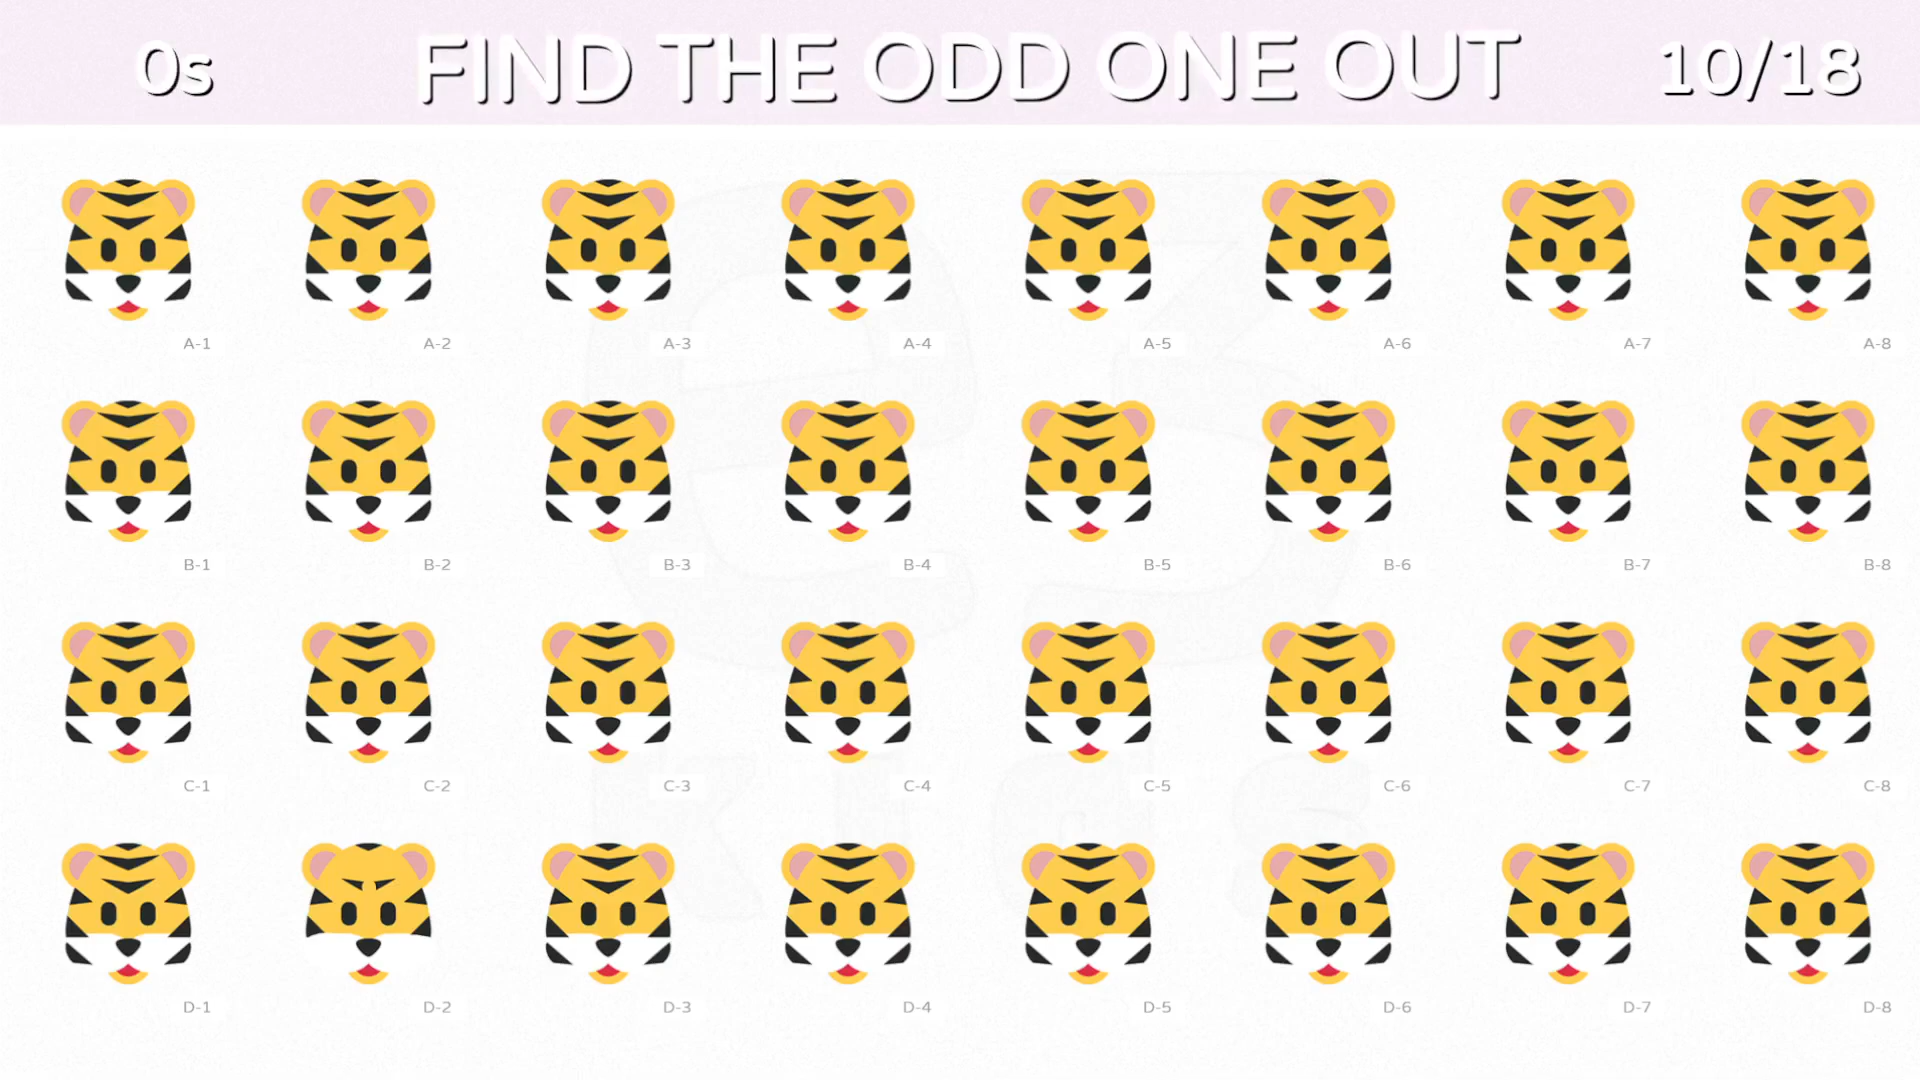 0s FIND THE ODD ONE OUT 10/18
A-1 A-2 A-3 A-4 A-5 A-6 A-7 A-8
B-1 B-2 B-3 B-4 B-5 B-6 B-7 B-8
C-1 C-2 C-3 C-4 C-5 C-6 C-7 C-8
D-1 D-2 D-3 D-4 D-5 D-6 D-7 D-8